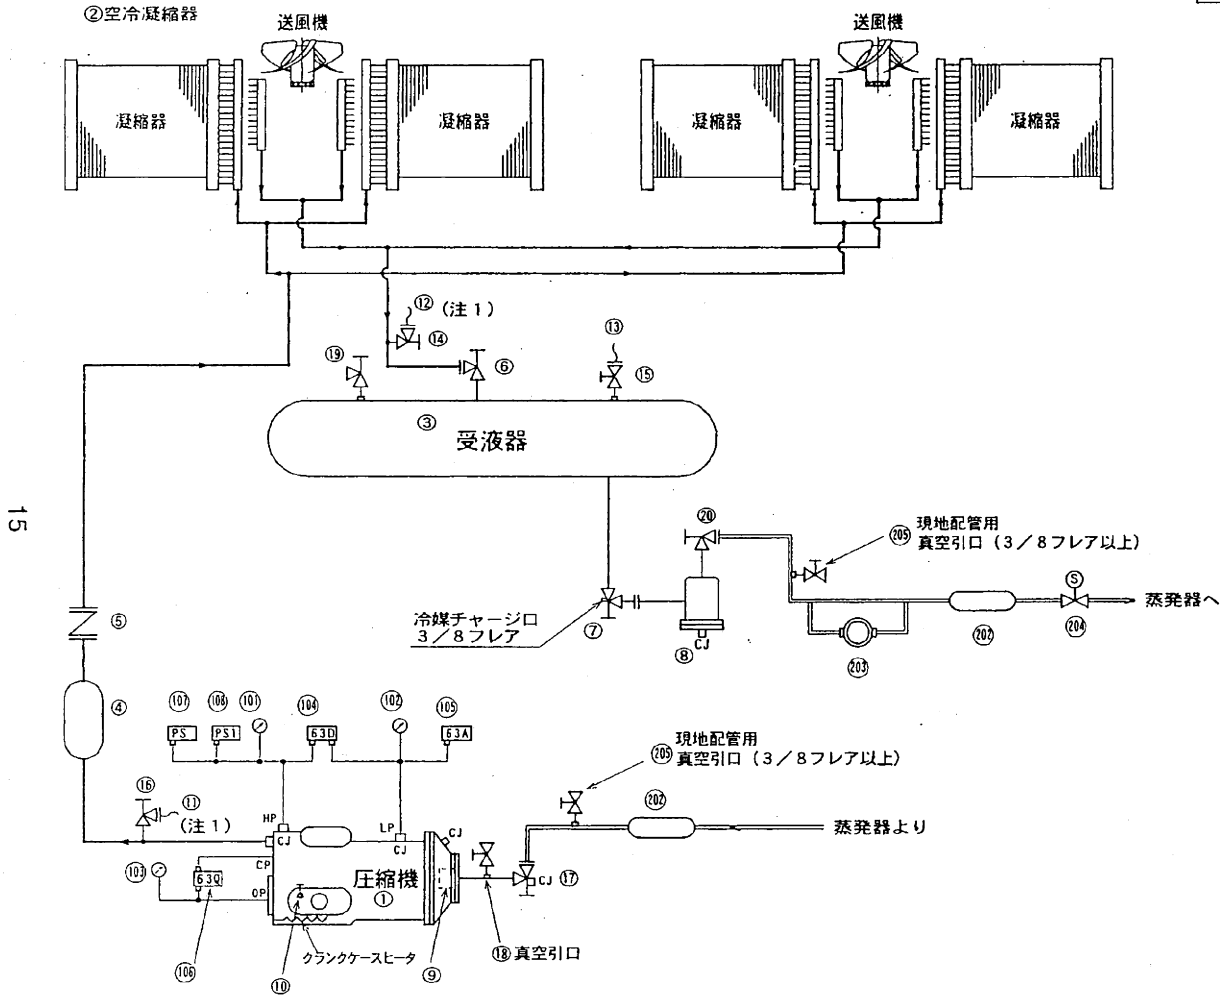 ②空冷凝縮器
送風機
送風機
凝縮器
凝縮器
凝縮器
凝縮器
⑫ (注1)
⑭
⑬
⑲
⑥
⑮
③
受液器
15
⑳
205 現地配管用
真空引口(3/8フレア以上)
S
蒸発器へ
冷媒チャージ口
3/8フレア
⑦
⑧ CJ
203
202
204
⑤
④
107
108
101
104
102
105
PS
PS1
63D
63A
205 現地配管用
真空引口(3/8フレア以上)
⑯
⑪
(注1)
HP
LP
CJ
CJ
CJ
202
蒸発器より
103
CP
63Q
OP
圧縮機
①
CJ ⑰
クランクケースヒータ
⑱真空引口
106
⑩
⑨